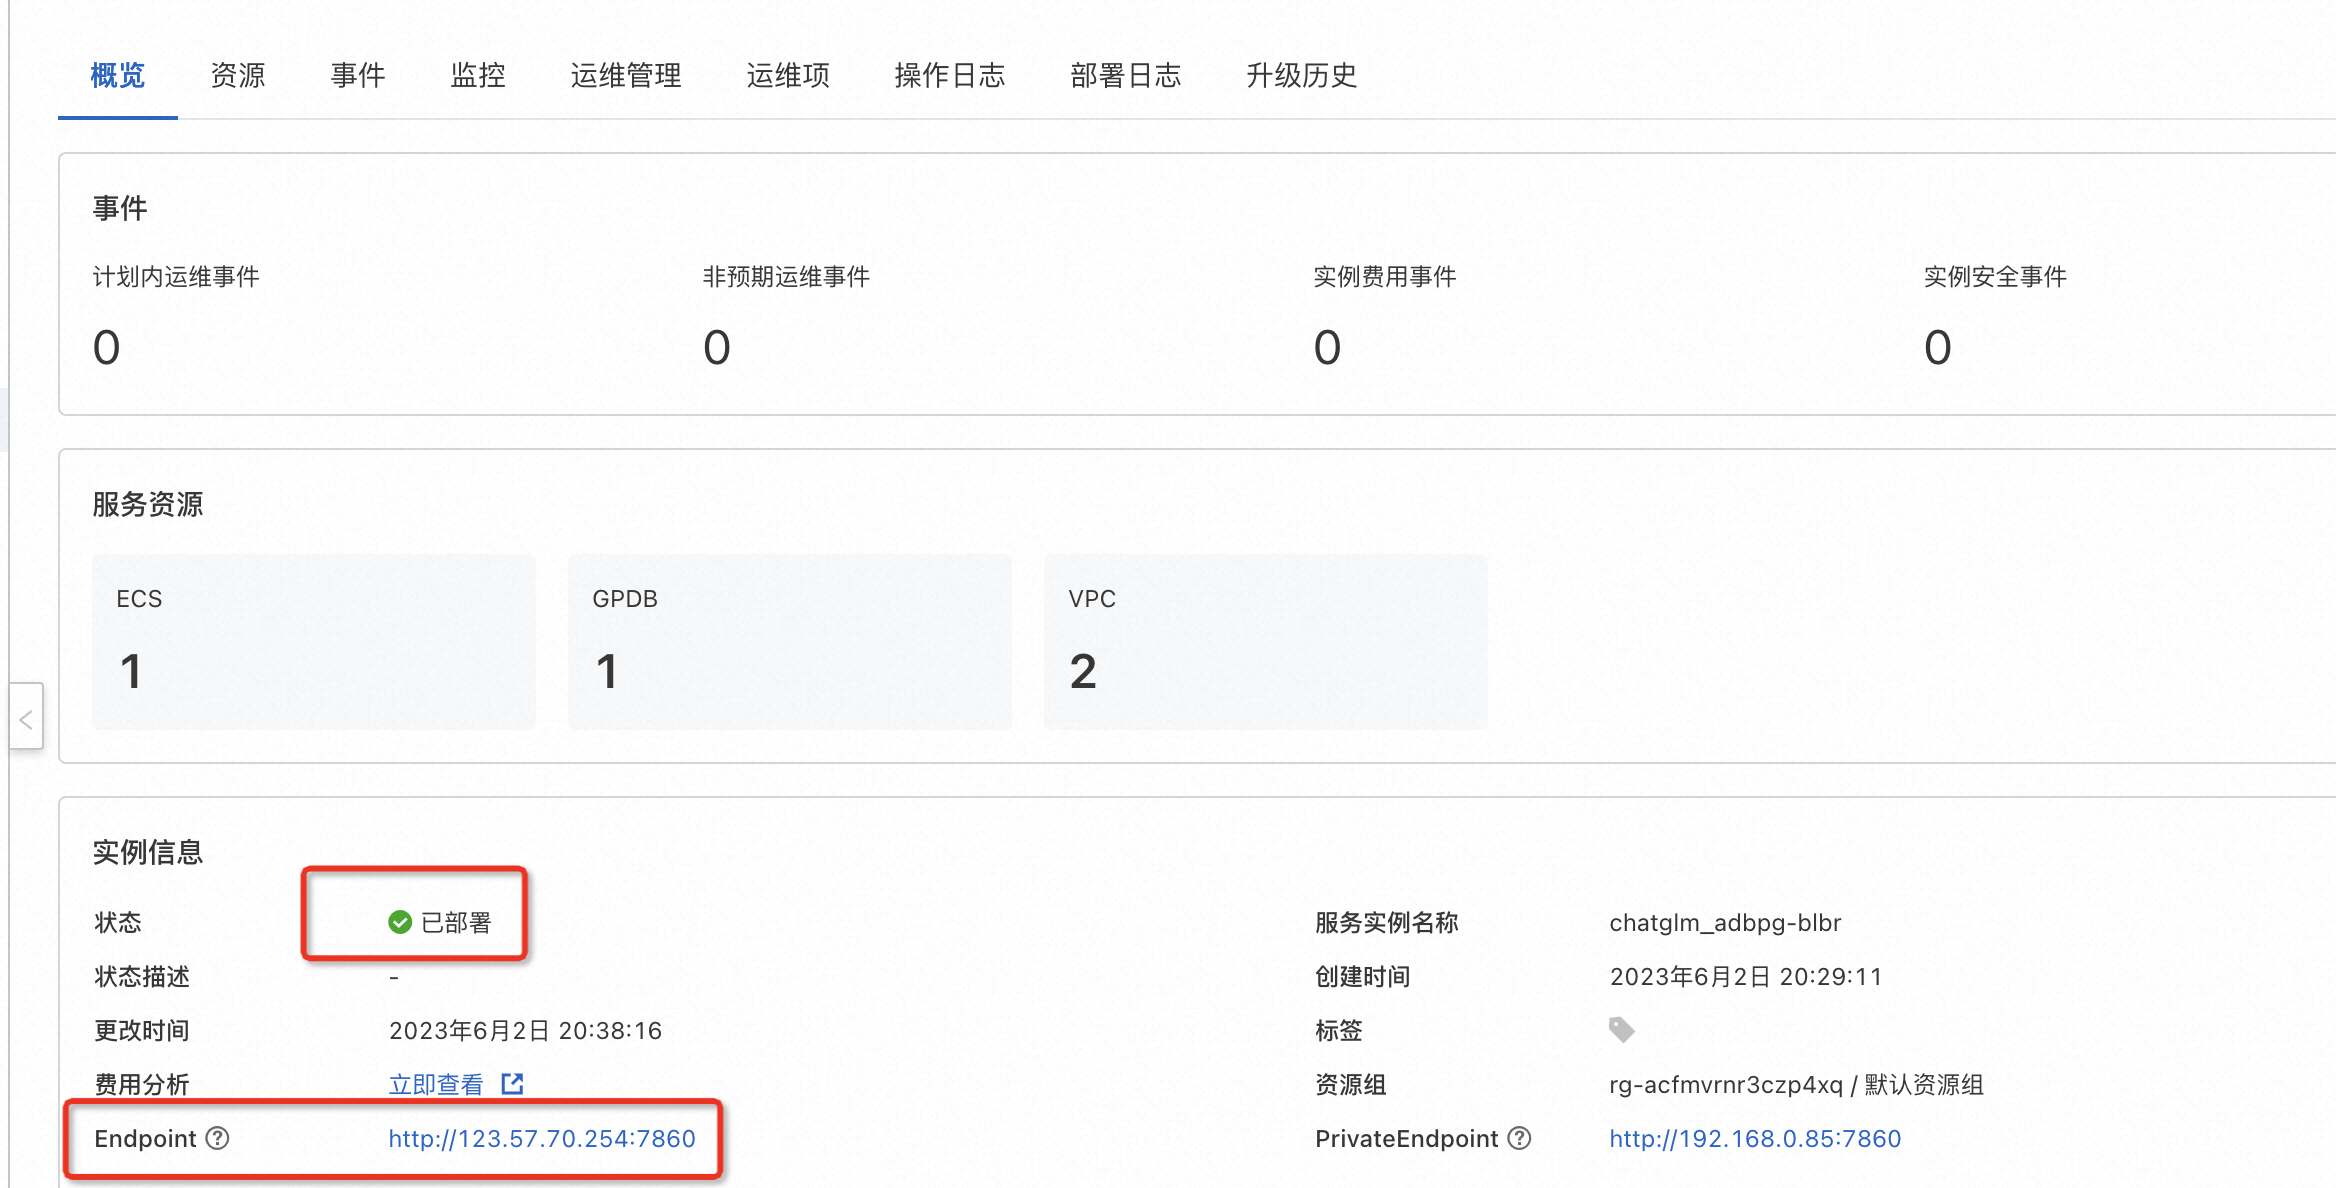 概览 资源 事件 监控 运维管理 运维项 操作日志 部署日志 升级历史
事件
计划内运维事件 非预期运维事件 实例费用事件 实例安全事件
0 0 0 0
服务资源
ECS GPDB VPC
1 1 2
实例信息
状态 已部署 服务实例名称 chatglm_adbpg-blbr
状态描述 - 创建时间 2023年6月2日 20:29:11
更改时间 2023年6月2日 20:38:16 标签
费用分析 立即查看 资源组 rg-acfmvrnr3czp4xq / 默认资源组
Endpoint http://123.57.70.254:7860 PrivateEndpoint http://192.168.0.85:7860